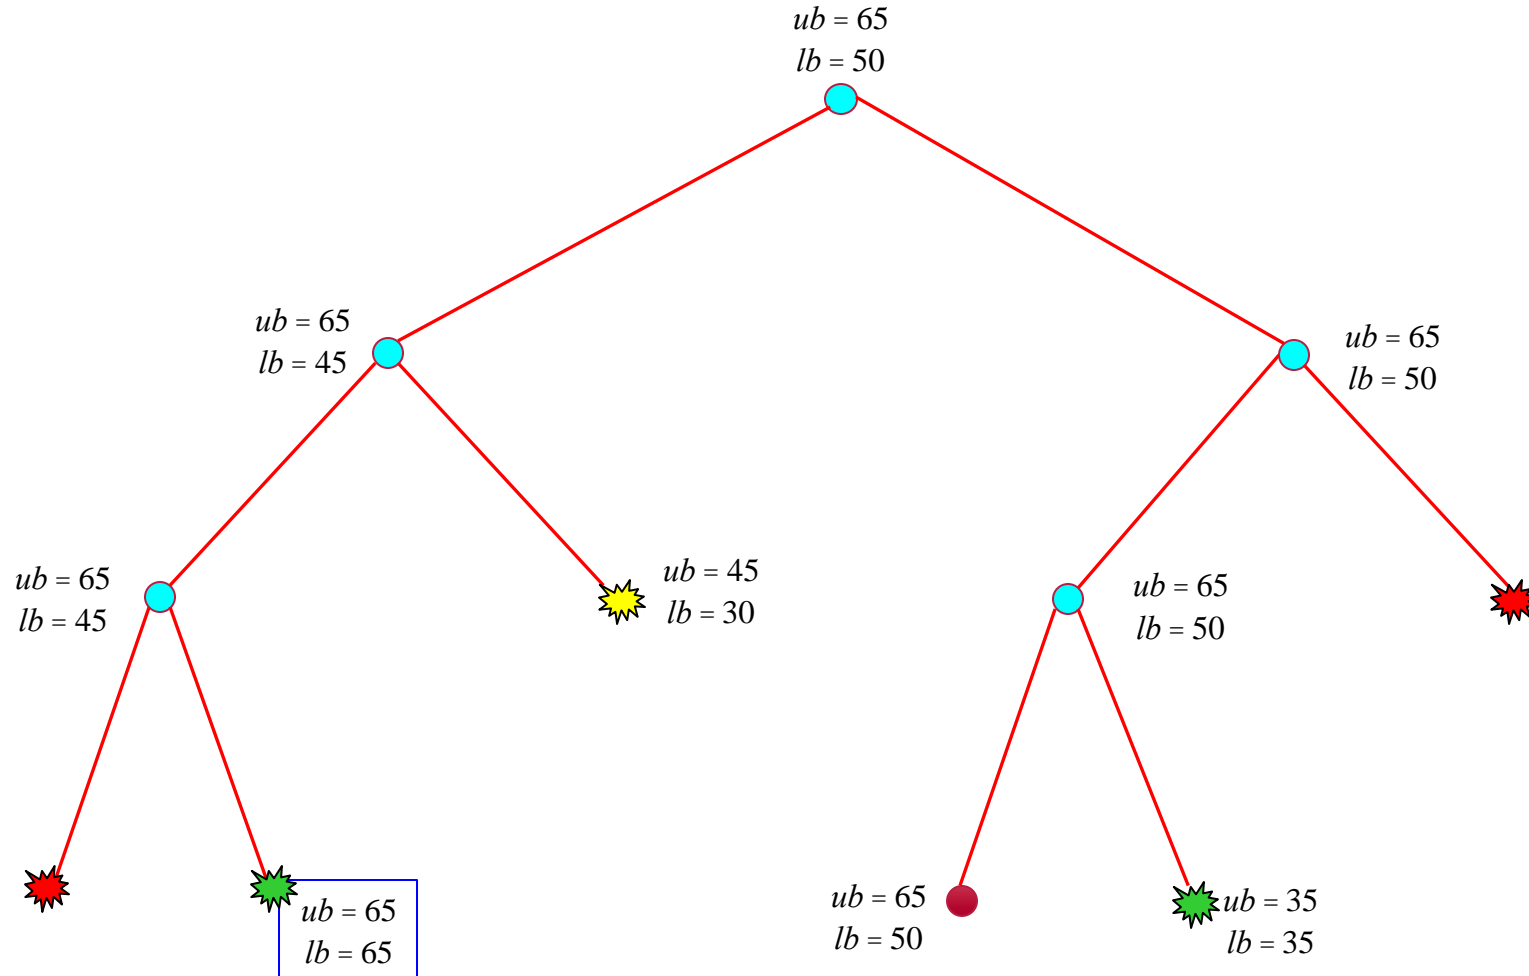 ub = 65
lb = 50
ub = 65
lb = 45
ub = 65
lb = 50
ub = 65
lb = 45
ub = 45
lb = 30
ub = 65
lb = 50
ub = 65
lb = 65
ub = 65
lb = 50
ub = 35
lb = 35